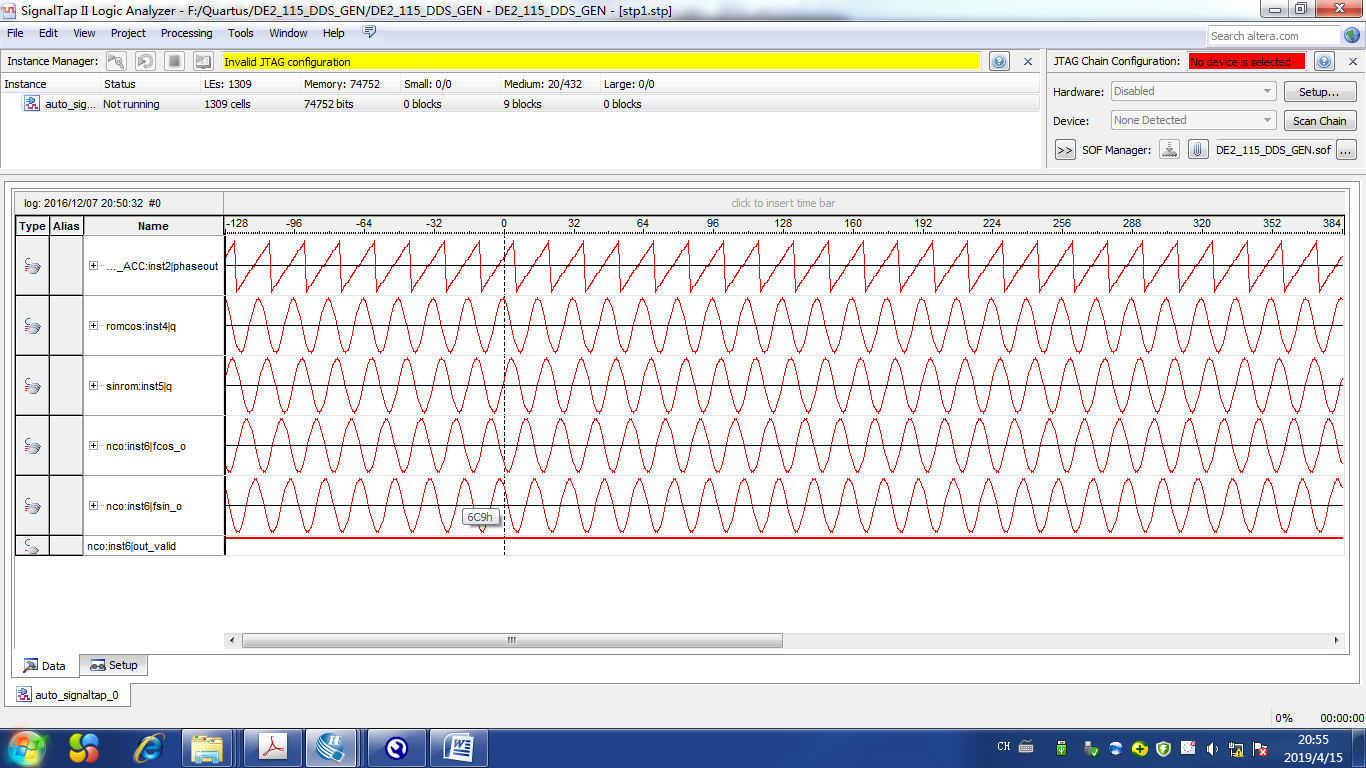 SignalTap II Logic Analyzer - F:/Quartus/DE2_115_DDS_GEN/DE2_115_DDS_GEN - DE2_115_DDS_GEN - [stp1.stp]
File Edit View Project Processing Tools Window Help
Search altera.com
Instance Manager: Invalid JTAG configuration
Instance Status LEs: 1309 Memory: 74752 Small: 0/0 Medium: 20/432 Large: 0/0
auto_sig... Not running 1309 cells 74752 bits 0 blocks 9 blocks 0 blocks
JTAG Chain Configuration: No device is selected
Hardware: Disabled Setup...
Device: None Detected Scan Chain
>> SOF Manager: DE2_115_DDS_GEN.sof ...
log: 2016/12/07 20:50:32 #0 click to insert time bar
Type Alias Name -128 -96 -64 -32 0 32 64 96 128 160 192 224 256 288 320 352 384
..._ACC:inst2|phaseout
romcos:inst4|q
sinrom:inst5|q
nco:inst6|fcos_o
nco:inst6|fsin_o
6C9h
nco:inst6|out_valid
Data Setup
auto_signaltap_0
0% 00:00:00
CH 20:55
2019/4/15